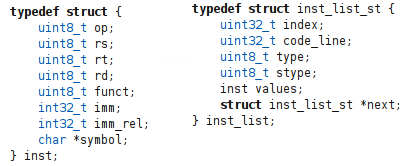 typedef struct {
uint8_t op;
uint8_t rs;
uint8_t rt;
uint8_t rd;
uint8_t funct;
int32_t imm;
int32_t imm_rel;
char *symbol;
} inst;
typedef struct inst_list_st {
uint32_t index;
uint32_t code_line;
uint8_t type;
uint8_t stype;
inst values;
struct inst_list_st *next;
} inst_list;